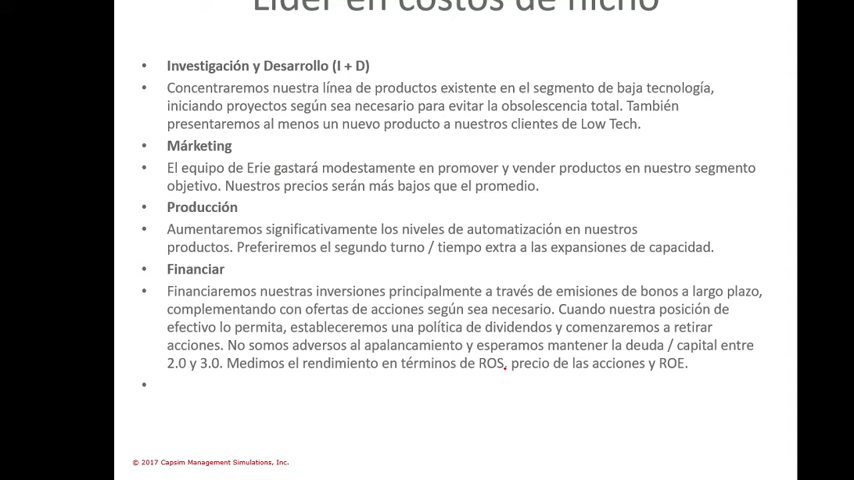 Líder en costos de nicho
• Investigación y Desarrollo (I + D)
• Concentraremos nuestra línea de productos existente en el segmento de baja tecnología,
iniciando proyectos según sea necesario para evitar la obsolescencia total. También
presentaremos al menos un nuevo producto a nuestros clientes de Low Tech.
• Márketing
• El equipo de Erie gastará modestamente en promover y vender productos en nuestro segmento
objetivo. Nuestros precios serán más bajos que el promedio.
• Producción
• Aumentaremos significativamente los niveles de automatización en nuestros
productos. Preferiremos el segundo turno / tiempo extra a las expansiones de capacidad.
• Financiar
• Financiaremos nuestras inversiones principalmente a través de emisiones de bonos a largo plazo,
complementando con ofertas de acciones según sea necesario. Cuando nuestra posición de
efectivo lo permita, estableceremos una política de dividendos y comenzaremos a retirar
acciones. No somos adversos al apalancamiento y esperamos mantener la deuda / capital entre
2.0 y 3.0. Medimos el rendimiento en términos de ROS, precio de las acciones y ROE.
•
© 2017 Capsim Management Simulations, Inc.